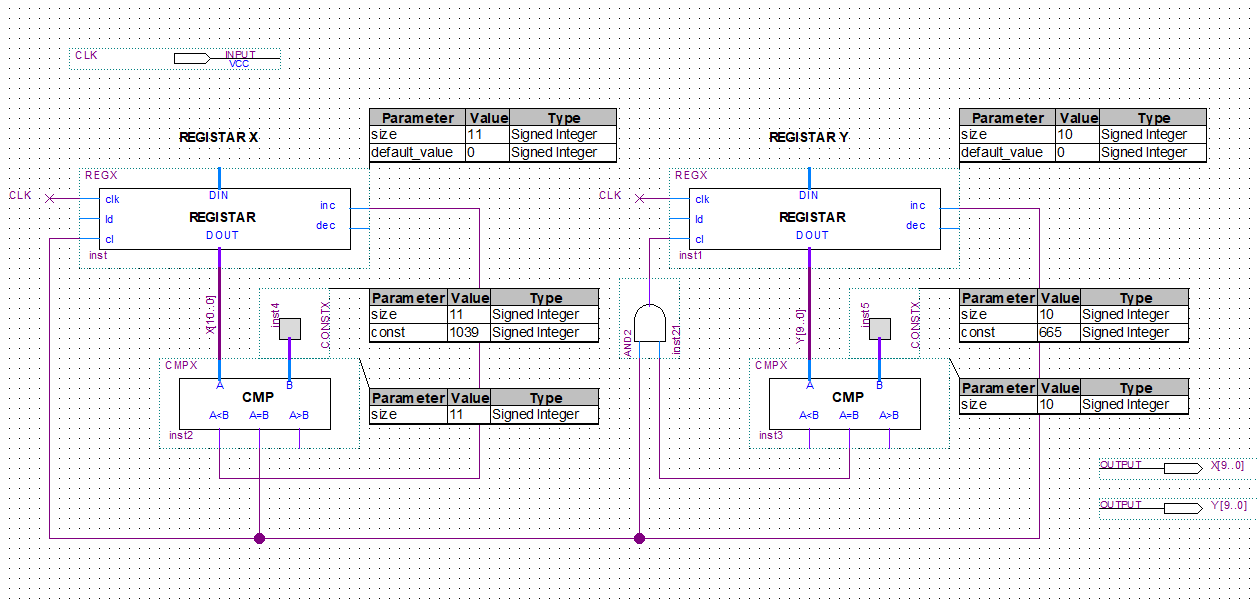 CLK
INPUT
VCC
REGISTAR X
Parameter Value Type
size 11 Signed Integer
default_value 0 Signed Integer
REGX
CLK
clk
DIN
inc
ld
REGISTAR
dec
cl
DOUT
inst
X[10..0]
inst4
CONSTX
Parameter Value Type
size 11 Signed Integer
const 1039 Signed Integer
CMPX
A
B
CMP
A<B
A=B
A>B
inst2
Parameter Value Type
size 11 Signed Integer
REGISTAR Y
Parameter Value Type
size 10 Signed Integer
default_value 0 Signed Integer
REGX
CLK
clk
DIN
inc
ld
REGISTAR
dec
cl
DOUT
inst1
AND2
inst21
Y[9..0]
inst5
CONSTX
Parameter Value Type
size 10 Signed Integer
const 665 Signed Integer
CMPX
A
B
CMP
A<B
A=B
A>B
inst3
Parameter Value Type
size 10 Signed Integer
OUTPUT
X[9..0]
OUTPUT
Y[9..0]